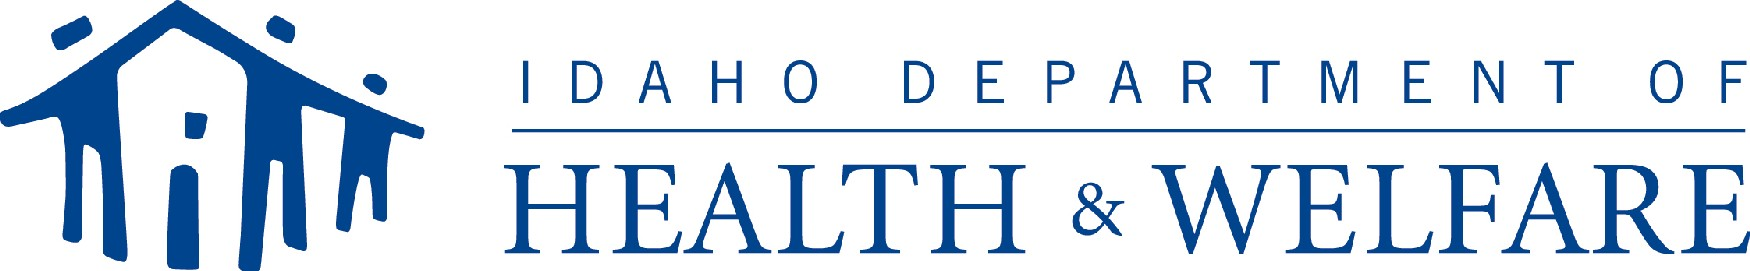 IDAHO DEPARTMENT OF
HEALTH & WELFARE